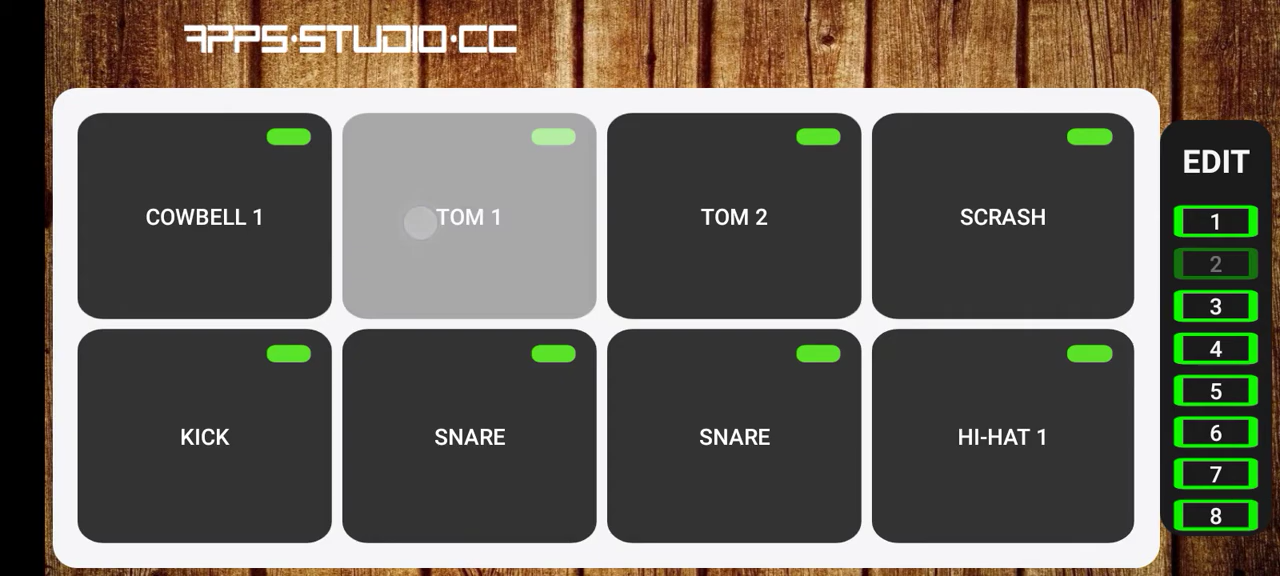 APPS·STUDIO·CC
COWBELL 1
TOM 1
TOM 2
SCRASH
KICK
SNARE
SNARE
HI-HAT 1
EDIT
1
2
3
4
5
6
7
8